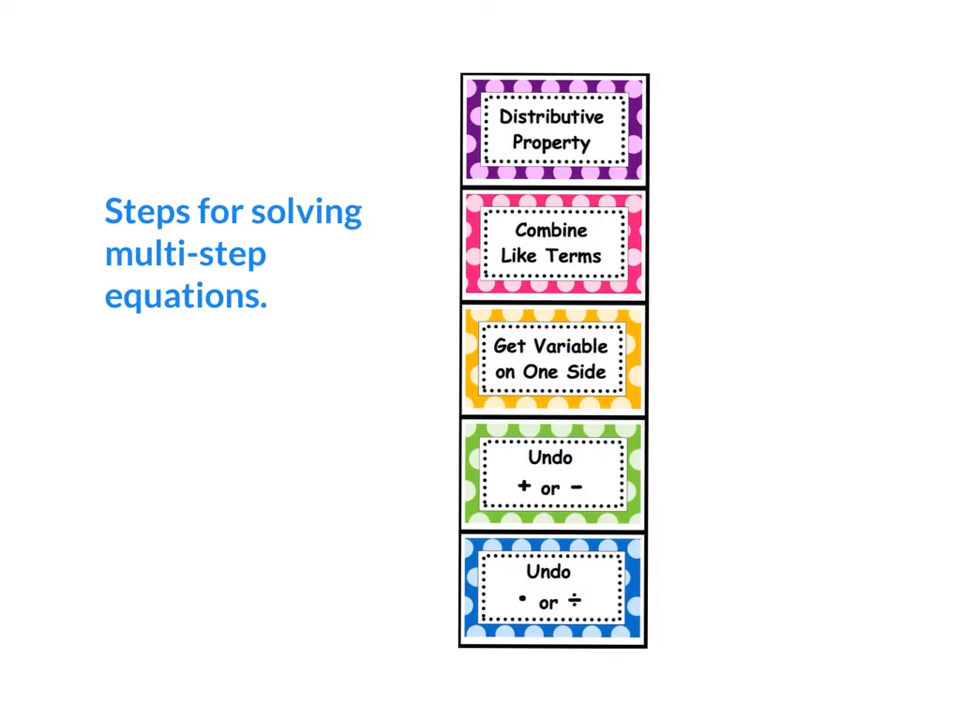 Steps for solving
multi-step
equations.
Distributive
Property
Combine
Like Terms
Get Variable
on One Side
Undo
+ or −
Undo
· or ÷